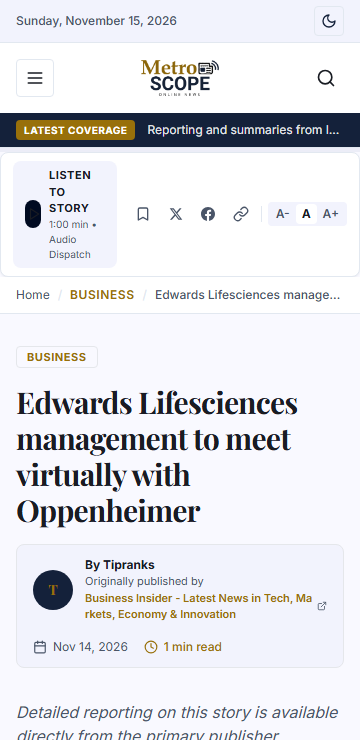 Sunday, November 15, 2026
Metro
SCOPE
ONLINE NEWS
LATEST COVERAGE Reporting and summaries from l...
LISTEN
TO
STORY
1:00 min •
Audio
Dispatch
A- A A+
Home / BUSINESS / Edwards Lifesciences manage...
BUSINESS
Edwards Lifesciences
management to meet
virtually with
Oppenheimer
T
By Tipranks
Originally published by
Business Insider - Latest News in Tech, Ma
rkets, Economy & Innovation
Nov 14, 2026 1 min read
Detailed reporting on this story is available
directly from the primary publisher